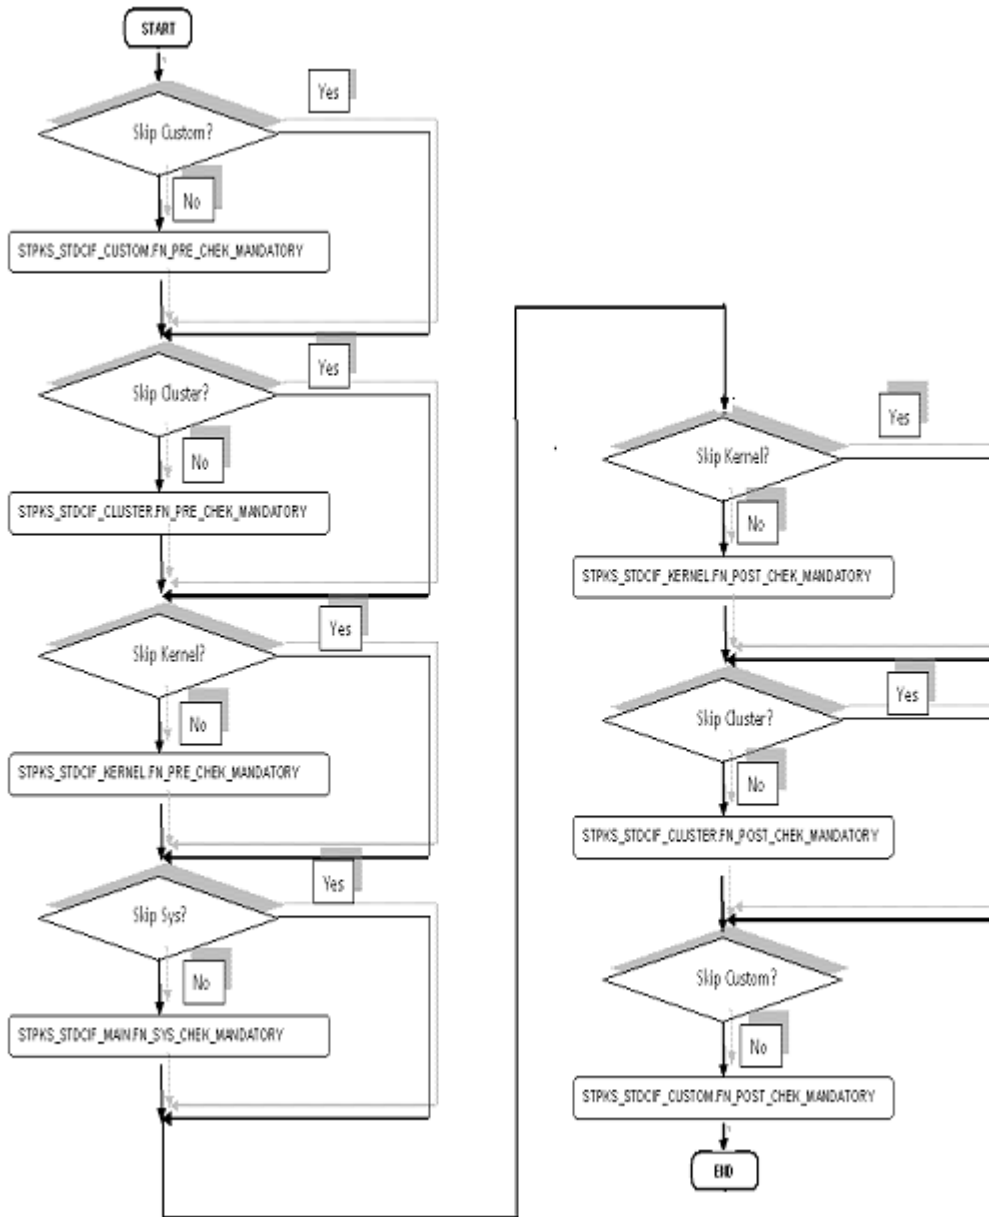 START
Yes
Skip Custom?
No
STPKS_STDCIF_CUSTOM.FN_PRE_CHEK_MANDATORY
Yes
Skip Cluster?
No
STPKS_STDCIF_CLUSTER.FN_PRE_CHEK_MANDATORY
Yes
Skip Kernel?
No
STPKS_STDCIF_KERNEL.FN_PRE_CHEK_MANDATORY
Yes
Skip Sys?
No
STPKS_STDCIF_MAIN.FN_SYS_CHEK_MANDATORY
Yes
Skip Kernel?
No
STPKS_STDCIF_KERNEL.FN_POST_CHEK_MANDATORY
Yes
Skip Cluster?
No
STPKS_STDCIF_CLUSTER.FN_POST_CHEK_MANDATORY
Skip Custom?
No
STPKS_STDCIF_CUSTOM.FN_POST_CHEK_MANDATORY
END